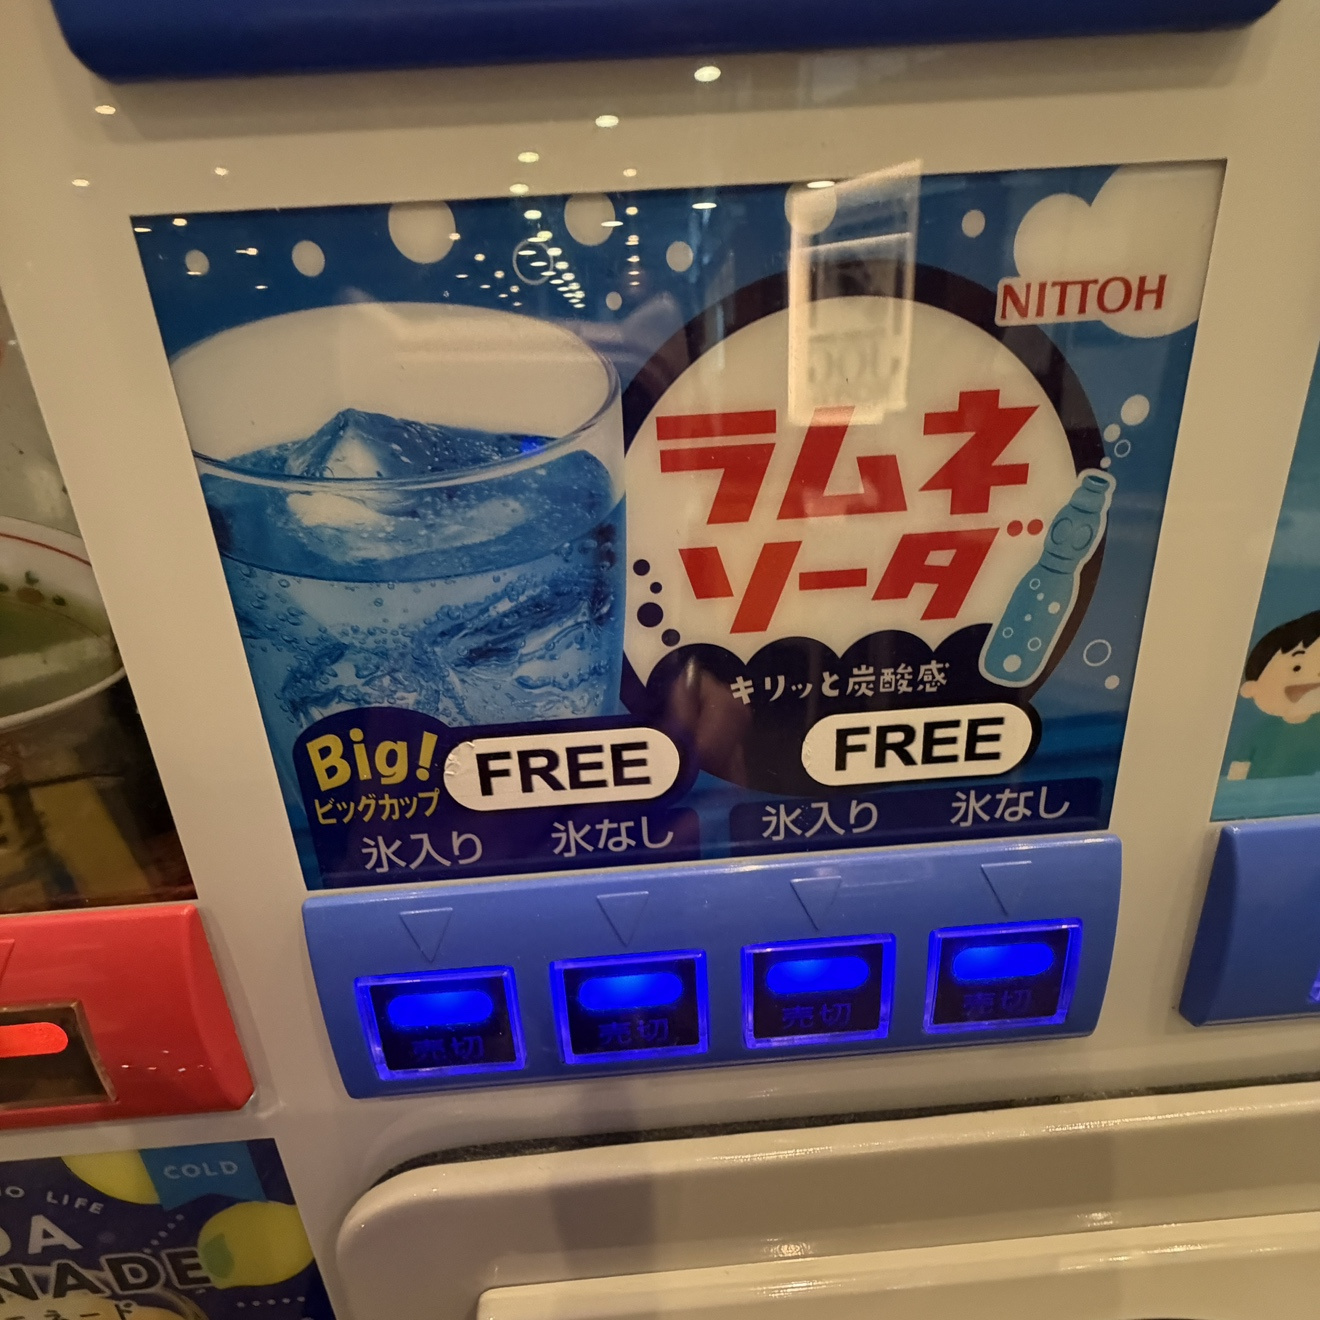 NITTOH
ラムネ
ソーダ
キリッと炭酸感
Big!
ビッグカップ
FREE
FREE
氷入り 氷なし 氷入り 氷なし
売切 売切 売切 売切
COLD
LIFE